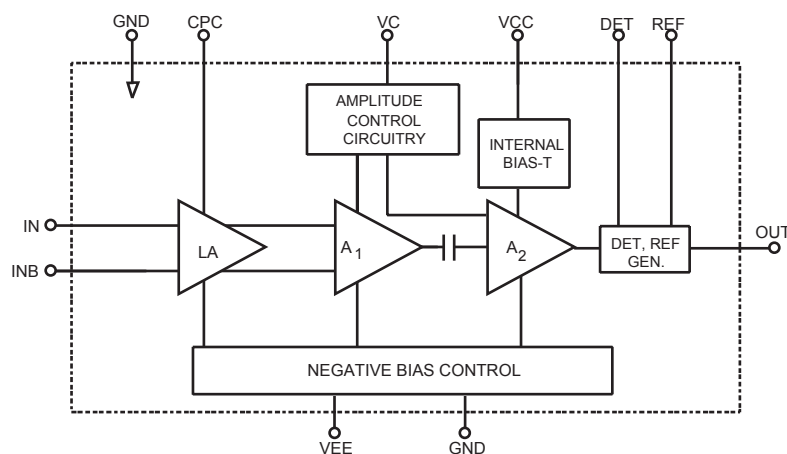 GND
CPC
VC
VCC
DET
REF
AMPLITUDE
CONTROL
CIRCUITRY
INTERNAL
BIAS-T
IN
LA
A1
A2
DET, REF
GEN.
OUT
INB
NEGATIVE BIAS CONTROL
VEE
GND